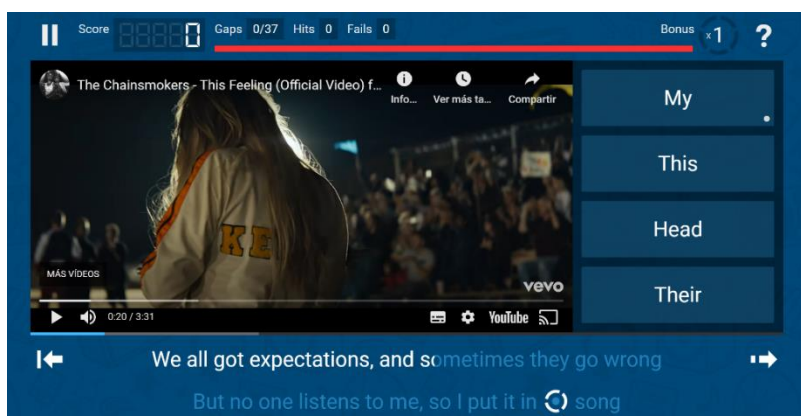 Score 88880 Gaps 0/37 Hits 0 Fails 0 Bonus x1 ?
The Chainsmokers - This Feeling (Official Video) f...
Info... Ver más ta... Compartir
KE
MÁS VÍDEOS
vevo
0:20 / 3:31 YouTube
My
This
Head
Their
We all got expectations, and sometimes they go wrong
But no one listens to me, so I put it in song